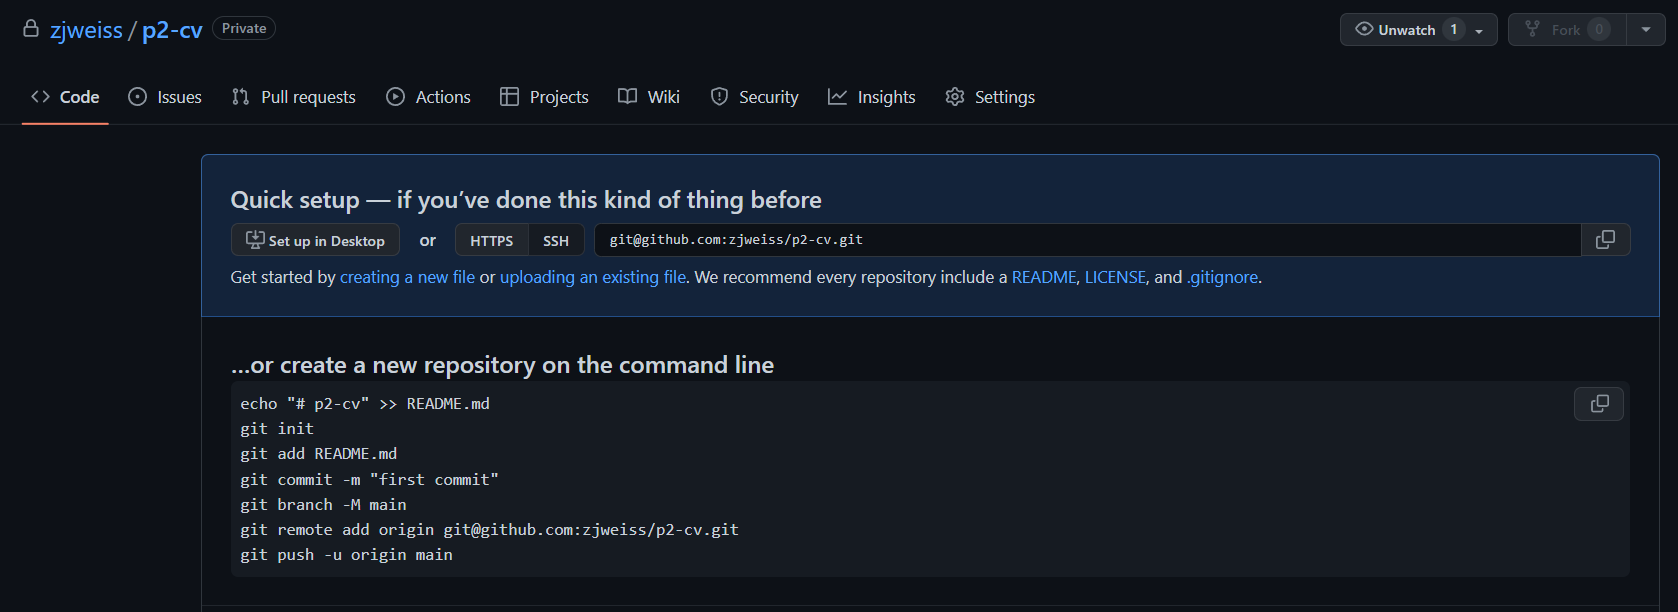 zjweiss / p2-cv Private
Unwatch 1
Fork 0
Code Issues Pull requests Actions Projects Wiki Security Insights Settings
Quick setup — if you’ve done this kind of thing before
Set up in Desktop or HTTPS SSH git@github.com:zjweiss/p2-cv.git
Get started by creating a new file or uploading an existing file. We recommend every repository include a README, LICENSE, and .gitignore.
…or create a new repository on the command line
echo "# p2-cv" >> README.md
git init
git add README.md
git commit -m "first commit"
git branch -M main
git remote add origin git@github.com:zjweiss/p2-cv.git
git push -u origin main